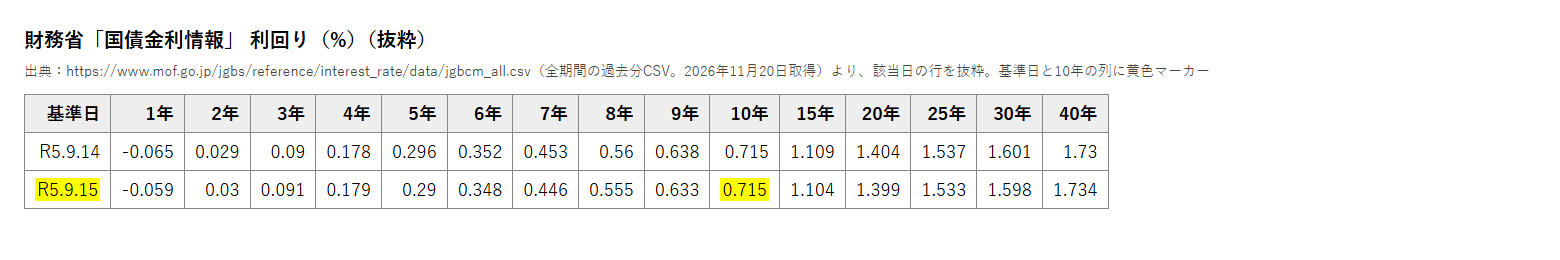 財務省「国債金利情報」 利回り（%）（抜粋）
出典：https://www.mof.go.jp/jgbs/reference/interest_rate/data/jgbcm_all.csv（全期間の過去分CSV。2026年11月20日取得）より、該当日の行を抜粋。基準日と10年の列に黄色マーカー
基準日 1年 2年 3年 4年 5年 6年 7年 8年 9年 10年 15年 20年 25年 30年 40年
R5.9.14 -0.065 0.029 0.09 0.178 0.296 0.352 0.453 0.56 0.638 0.715 1.109 1.404 1.537 1.601 1.73
R5.9.15 -0.059 0.03 0.091 0.179 0.29 0.348 0.446 0.555 0.633 0.715 1.104 1.399 1.533 1.598 1.734